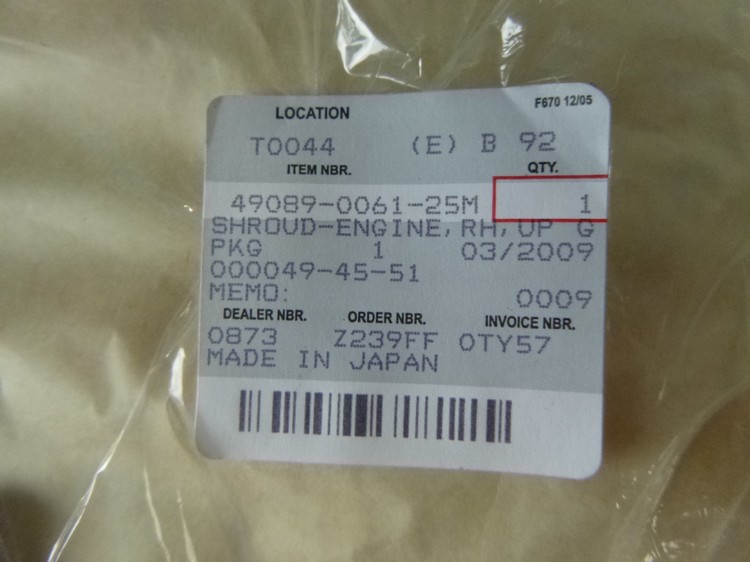 LOCATION F670 12/05
T0044 (E) B 92
ITEM NBR. QTY.
49089-0061-25M 1
SHROUD-ENGINE,RH,UP G
PKG 1 03/2009
000049-45-51
MEMO: 0009
DEALER NBR. ORDER NBR. INVOICE NBR.
0873 Z239FF 0TY57
MADE IN JAPAN